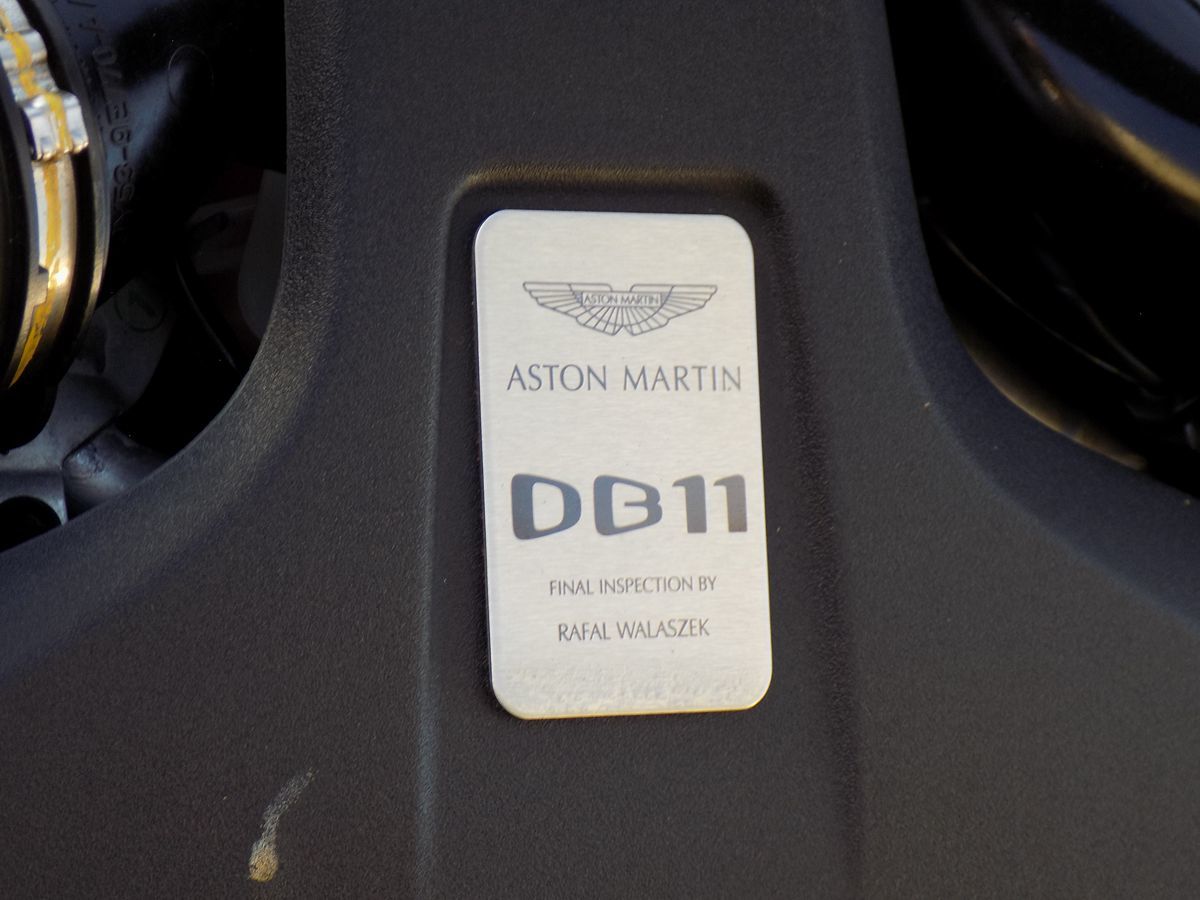 ASTON MARTIN
ASTON MARTIN
DB11
FINAL INSPECTION BY
RAFAL WALASZEK